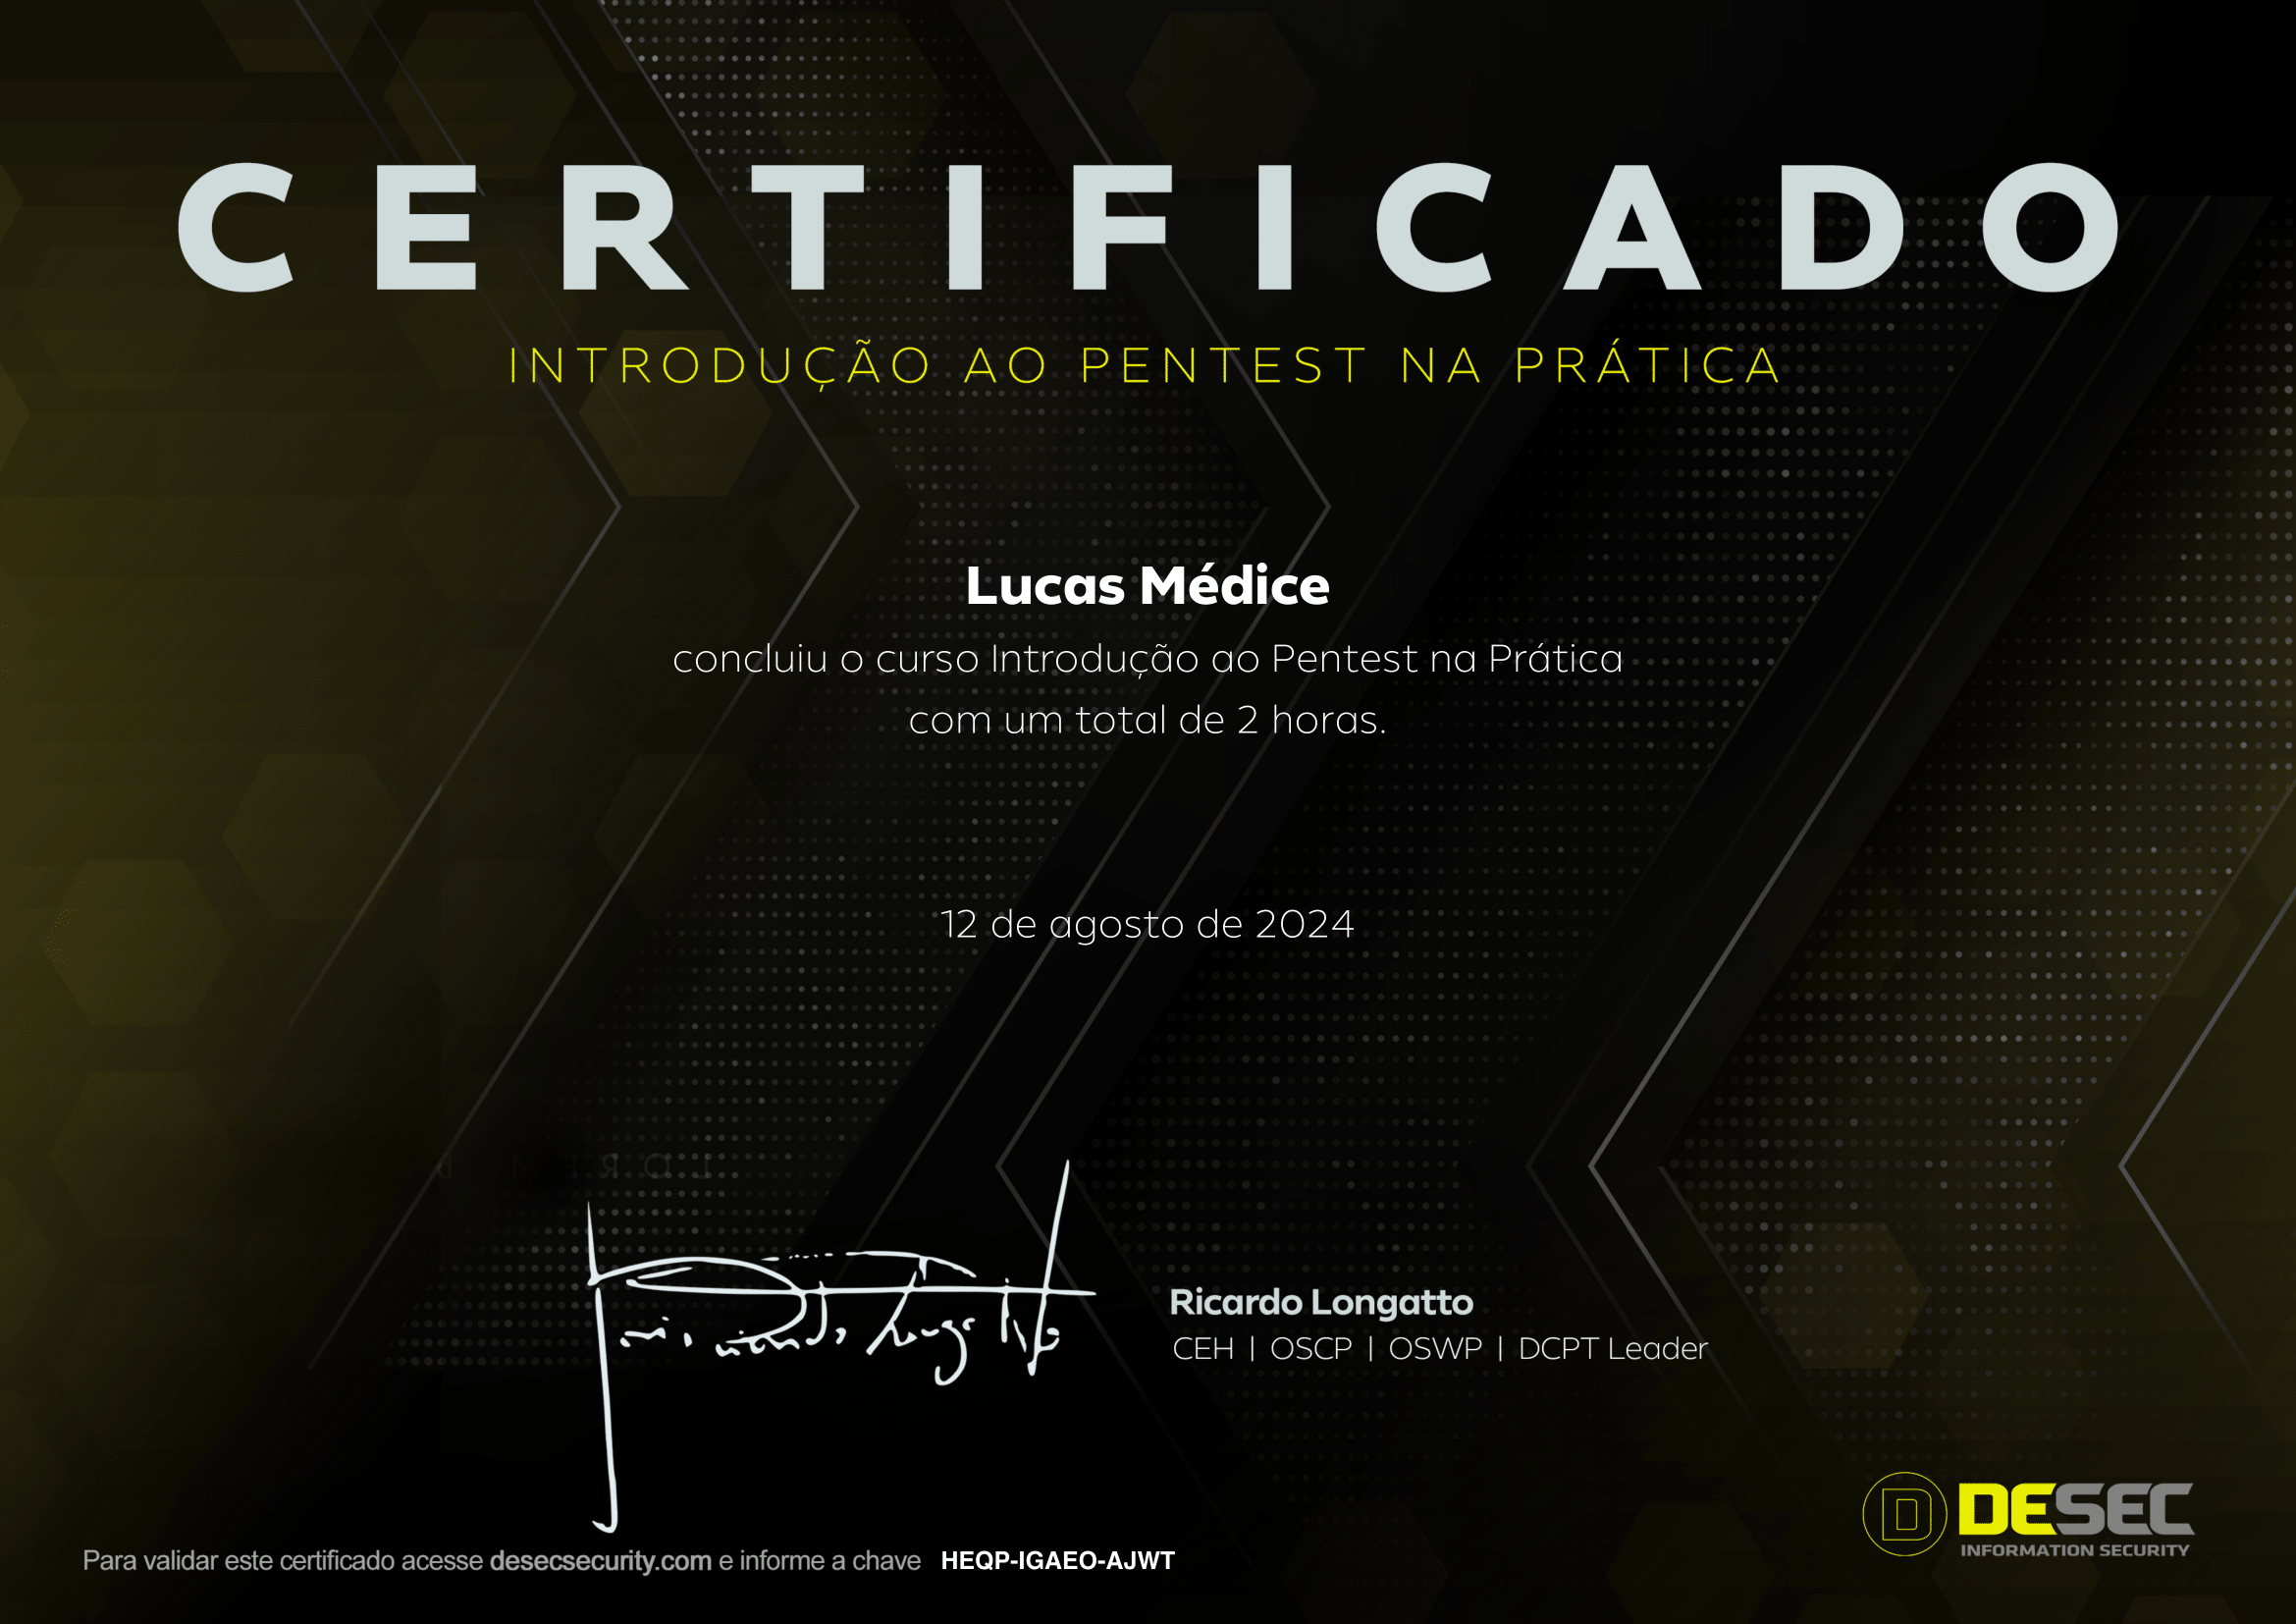 CERTIFICADO
INTRODUÇÃO AO PENTEST NA PRÁTICA
Lucas Médice
concluiu o curso Introdução ao Pentest na Prática
com um total de 2 horas.
12 de agosto de 2024
Ricardo Longatto
CEH | OSCP | OSWP | DCPT Leader
D DESEC
INFORMATION SECURITY
Para validar este certificado acesse desecsecurity.com e informe a chave HEQP-IGAEO-AJWT